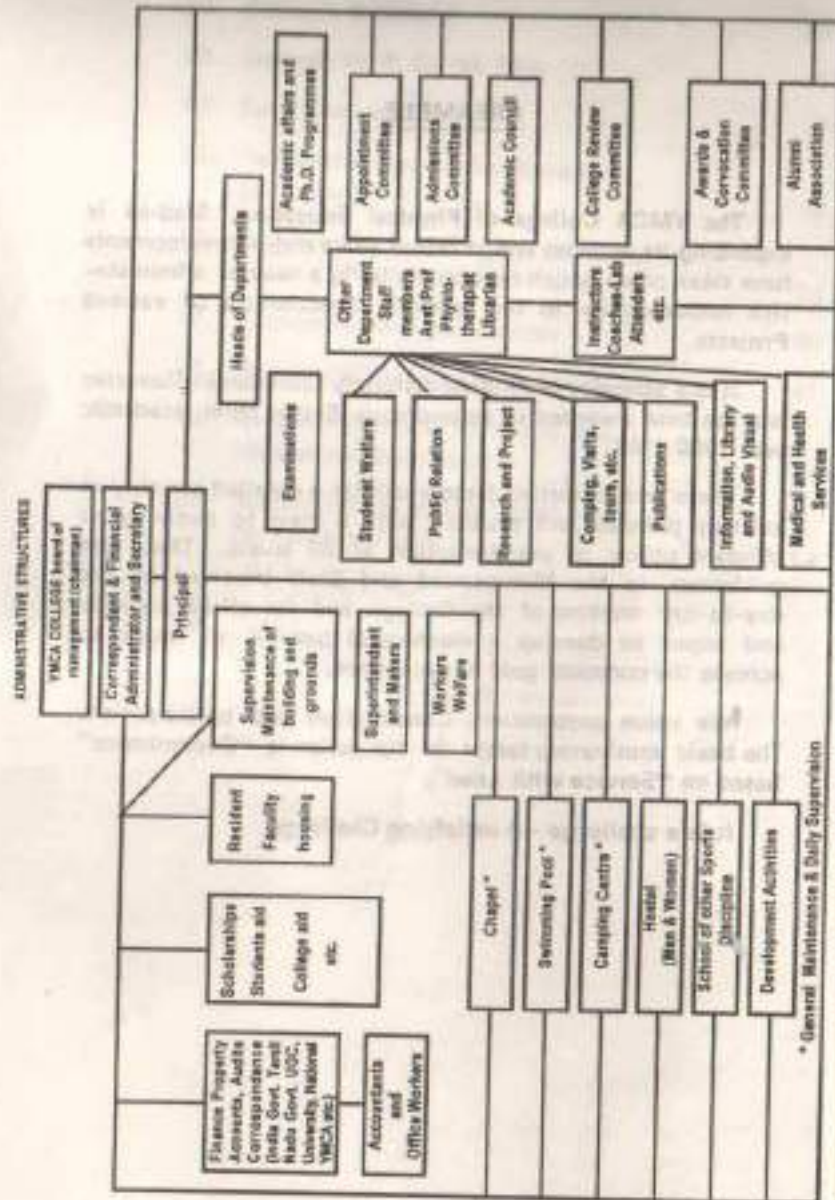 ADMINISTRATIVE STRUCTURES
YMCA COLLEGE board of
management (chairman)
Correspondent & Financial
Administrator and Secretary
Principal
Heads of Departments
Finance Property
Accounts, Audits
Correspondence
(India Govt. Tamil
Nadu Govt. UGC,
University, National
YMCA etc.)
Accountants
and
Office Workers
Scholarships
Students aid
College aid
etc.
Resident
Faculty
housing
Supervision,
Maintenance of
building and
grounds
Superintendant
and Makers
Workers
Welfare
Examinations
Academic affairs and
Ph.D. Programmes
Other
Department
Staff
members
Asst Prof
Physio-
therapist
Librarian
Instructors
Coaches-Lab
Attenders
etc.
Appointment
Committee
Admissions
Committee
Academic Council
College Review
Committee
Awards &
Convocation
Committee
Alumni
Association
Student Welfare
Public Relation
Research and Project
Camping, Visits,
tours, etc.
Publications
Information, Library
and Audio Visual
Medical and Health
Services
Chapel *
Swimming Pool *
Camping Centre *
Hostel
(Men & Women)
School of other Sports
Discipline
Development Activities
* General Maintenance & Daily Supervision